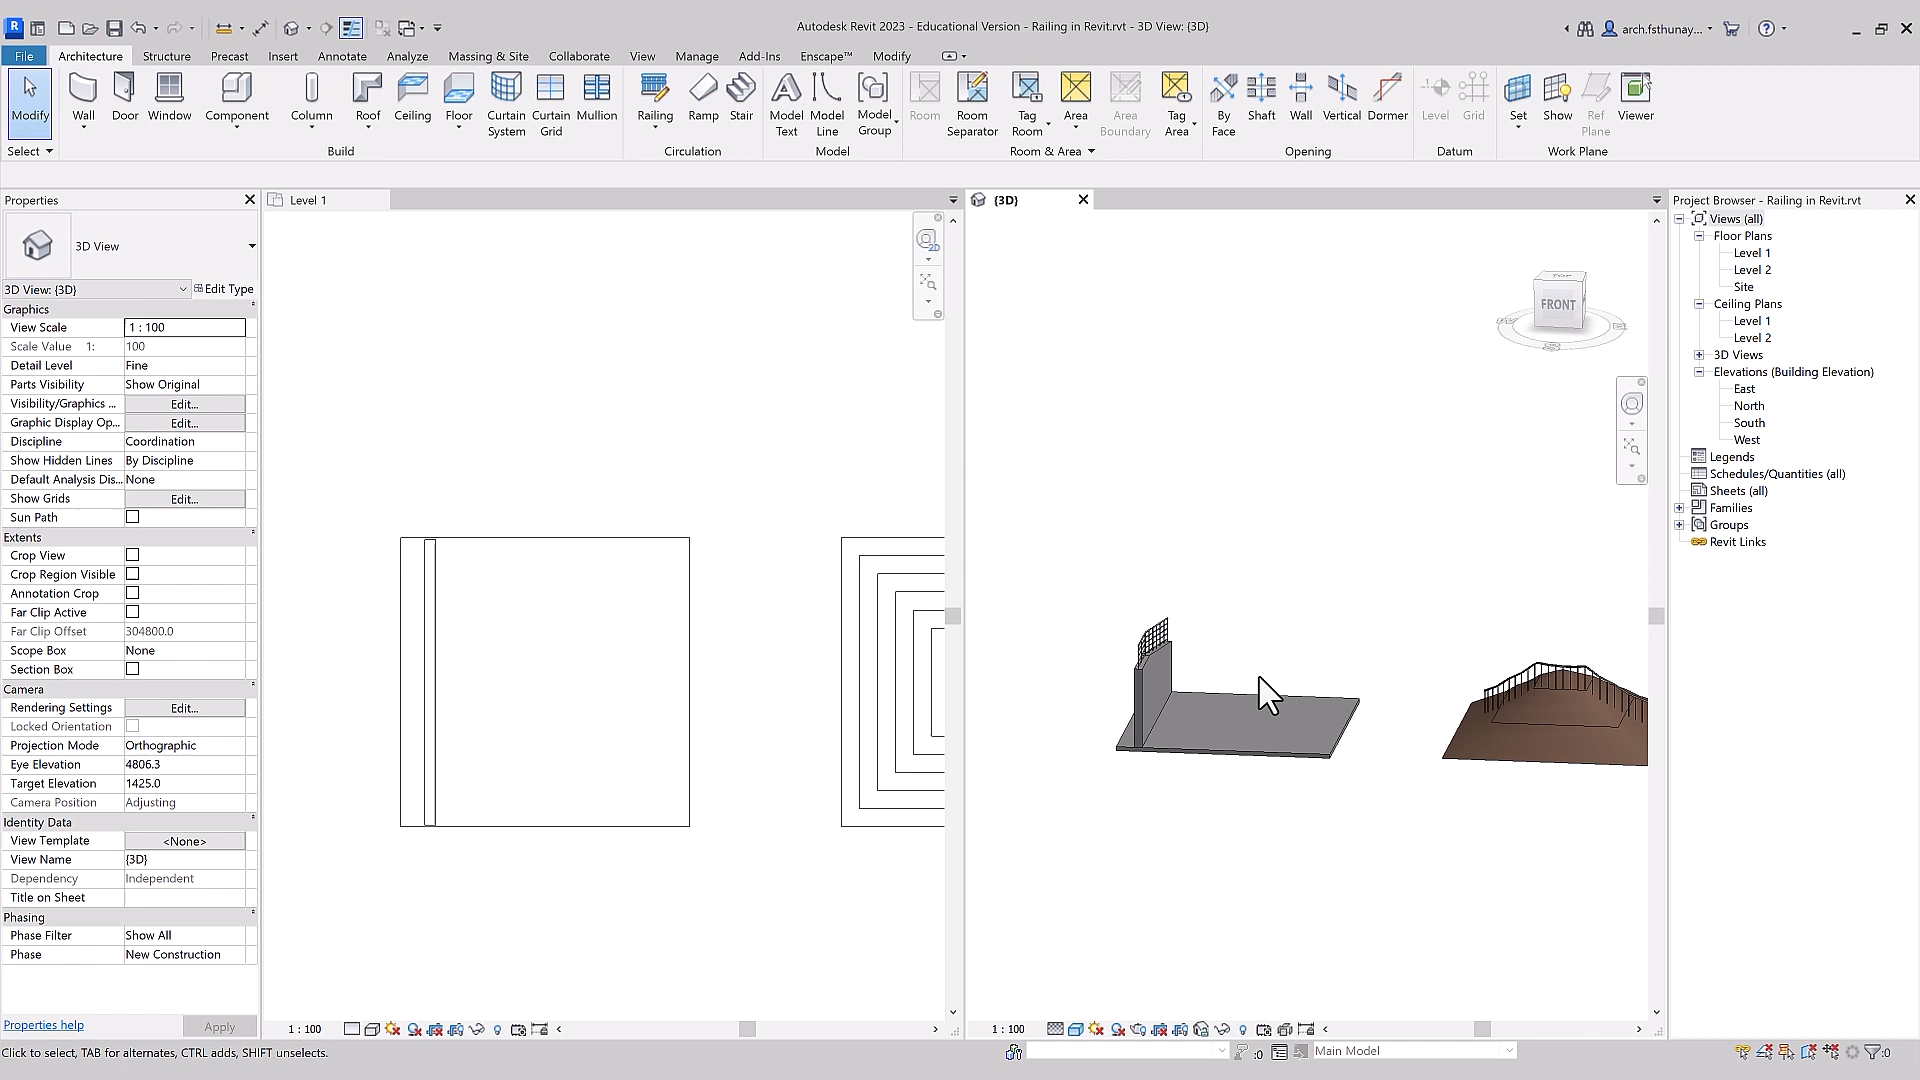 Autodesk Revit 2023 - Educational Version - Railing in Revit.rvt - 3D View: {3D}
arch.fsthunay...
File Architecture Structure Precast Insert Annotate Analyze Massing & Site Collaborate View Manage Add-Ins Enscape™ Modify
Modify Wall Door Window Component Column Roof Ceiling Floor Curtain System Curtain Grid Mullion Railing Ramp Stair Model Text Model Line Model Group Room Room Separator Tag Room Area Area Boundary Tag Area By Face Shaft Wall Vertical Dormer Level Grid Set Show Ref Plane Viewer
Select Build Circulation Model Room & Area Opening Datum Work Plane
Properties
3D View
3D View: {3D} Edit Type
Graphics
View Scale 1 : 100
Scale Value 1: 100
Detail Level Fine
Parts Visibility Show Original
Visibility/Graphics ... Edit...
Graphic Display Op... Edit...
Discipline Coordination
Show Hidden Lines By Discipline
Default Analysis Dis... None
Show Grids Edit...
Sun Path
Extents
Crop View
Crop Region Visible
Annotation Crop
Far Clip Active
Far Clip Offset 304800.0
Scope Box None
Section Box
Camera
Rendering Settings Edit...
Locked Orientation
Projection Mode Orthographic
Eye Elevation 4806.3
Target Elevation 1425.0
Camera Position Adjusting
Identity Data
View Template <None>
View Name {3D}
Dependency Independent
Title on Sheet
Phasing
Phase Filter Show All
Phase New Construction
Properties help Apply
Level 1
2D
1 : 100
{3D}
TOP
FRONT
S
1 : 100
Project Browser - Railing in Revit.rvt
Views (all)
Floor Plans
Level 1
Level 2
Site
Ceiling Plans
Level 1
Level 2
3D Views
Elevations (Building Elevation)
East
North
South
West
Legends
Schedules/Quantities (all)
Sheets (all)
Families
Groups
Revit Links
Click to select, TAB for alternates, CTRL adds, SHIFT unselects.
:0
Main Model
:0